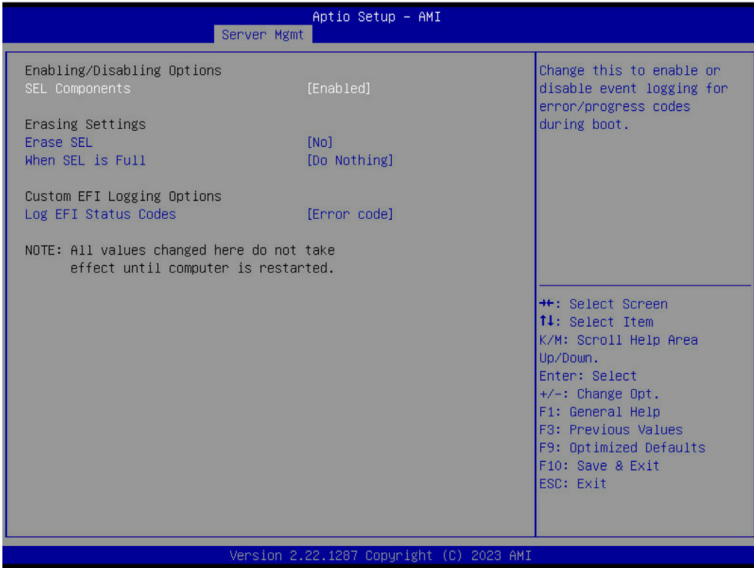 Aptio Setup – AMI
Server Mgmt
Enabling/Disabling Options
SEL Components [Enabled]
Erasing Settings
Erase SEL [No]
When SEL is Full [Do Nothing]
Custom EFI Logging Options
Log EFI Status Codes [Error code]
NOTE: All values changed here do not take
effect until computer is restarted.
Change this to enable or
disable event logging for
error/progress codes
during boot.
→←: Select Screen
↑↓: Select Item
K/M: Scroll Help Area
Up/Down.
Enter: Select
+/-: Change Opt.
F1: General Help
F3: Previous Values
F9: Optimized Defaults
F10: Save & Exit
ESC: Exit
Version 2.22.1287 Copyright (C) 2023 AMI